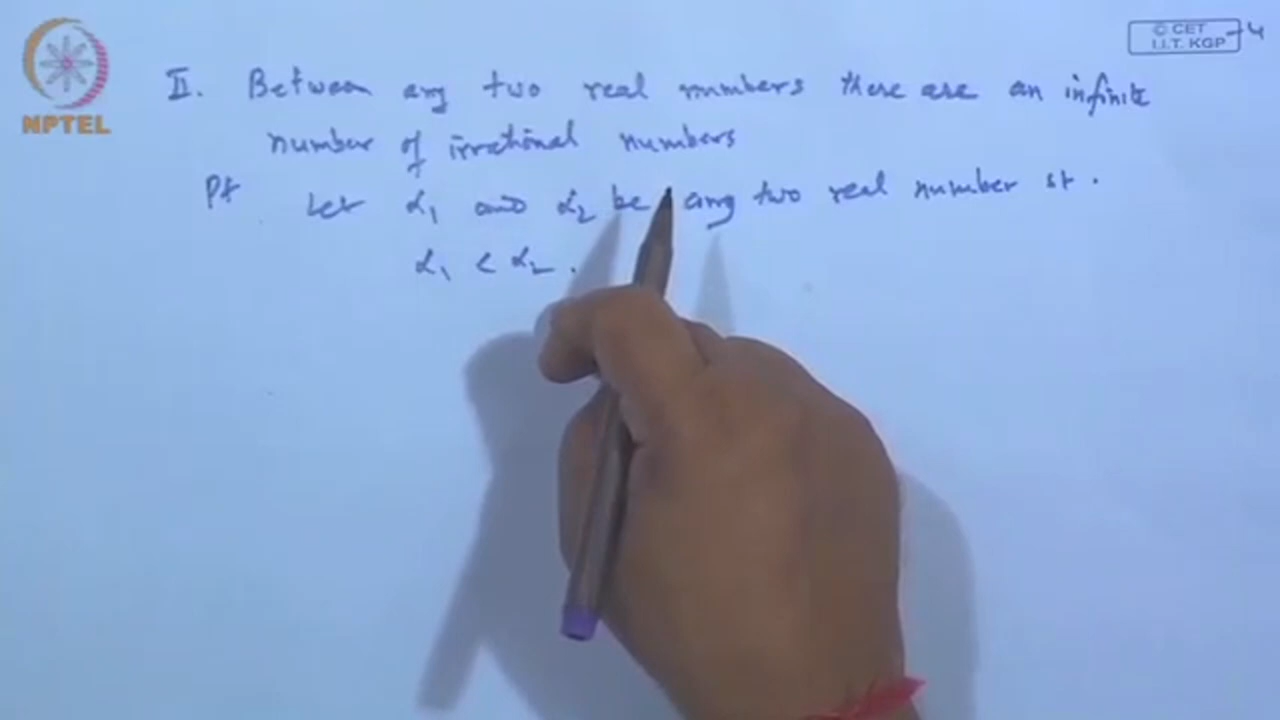 © CET
I.I.T. KGP
-4
NPTEL
II. Between any two real numbers there are an infinite
number of irrational numbers
Pf Let α₁ and α₂ be any two real number st.
α₁ < α₂.